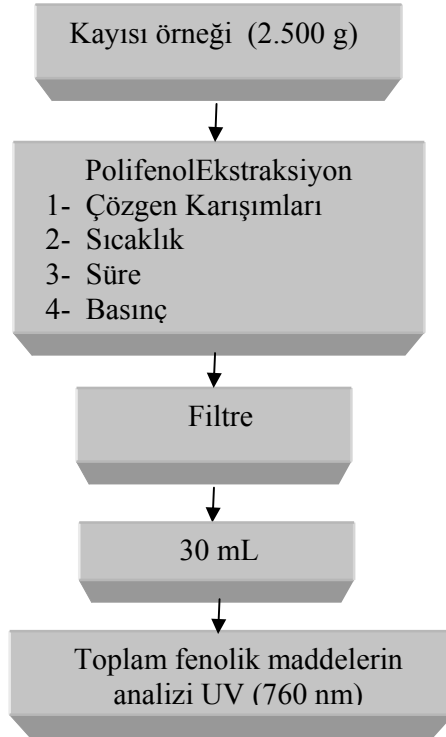 Kayısı örneği (2.500 g)
PolifenolEkstraksiyon
1- Çözgen Karışımları
2- Sıcaklık
3- Süre
4- Basınç
Filtre
30 mL
Toplam fenolik maddelerin
analizi UV (760 nm)